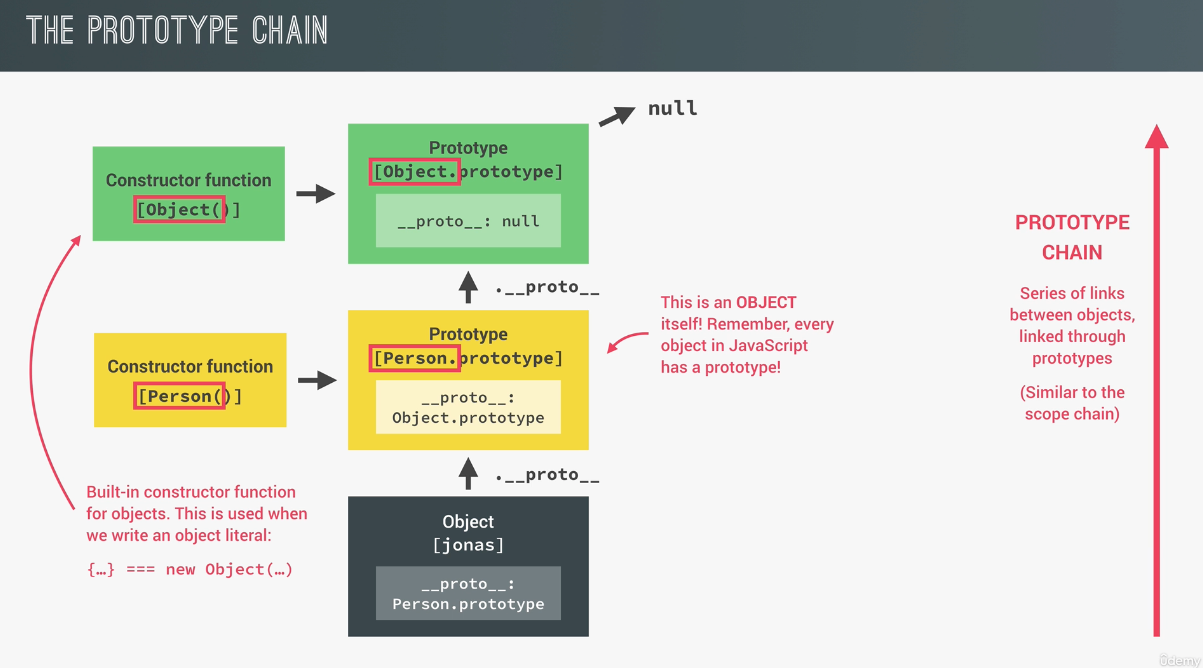 THE PROTOTYPE CHAIN
null
Constructor function
[Object()]
Prototype
[Object.prototype]
__proto__: null
.__proto__
Constructor function
[Person()]
Prototype
[Person.prototype]
__proto__:
Object.prototype
This is an OBJECT
itself! Remember, every
object in JavaScript
has a prototype!
.__proto__
Built-in constructor function
for objects. This is used when
we write an object literal:
{…} === new Object(…)
Object
[jonas]
__proto__:
Person.prototype
PROTOTYPE
CHAIN
Series of links
between objects,
linked through
prototypes
(Similar to the
scope chain)
ûdemy